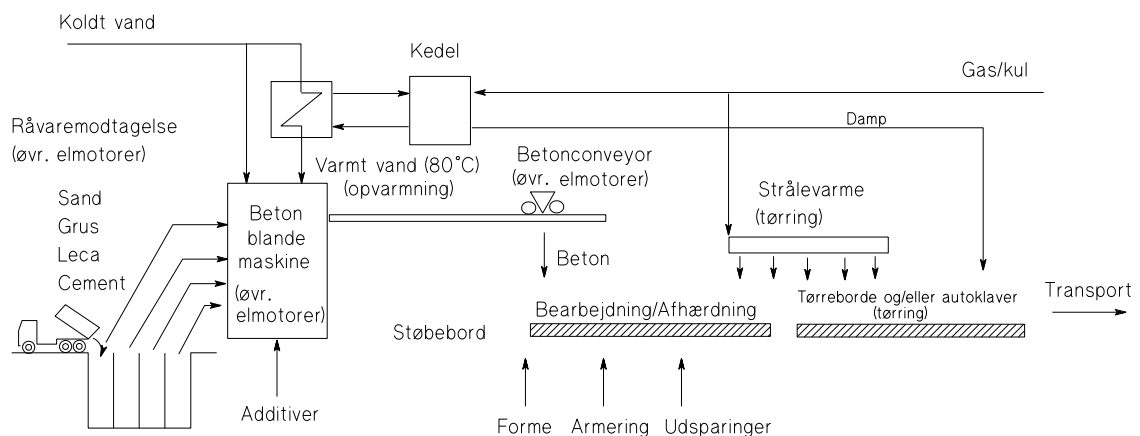 Koldt vand
Kedel
Gas/kul
Råvaremodtagelse
(øvr. elmotorer)
Damp
Varmt vand (80°C)
(opvarmning)
Betonconveyor
(øvr. elmotorer)
Strålevarme
(tørring)
Sand
Grus
Leca
Cement
Beton
blande
maskine
(øvr.
elmotorer)
Beton
Støbebord
Bearbejdning/Afhærdning
Tørreborde og/eller autoklaver
(tørring)
Transport
Additiver
Forme
Armering
Udsparinger